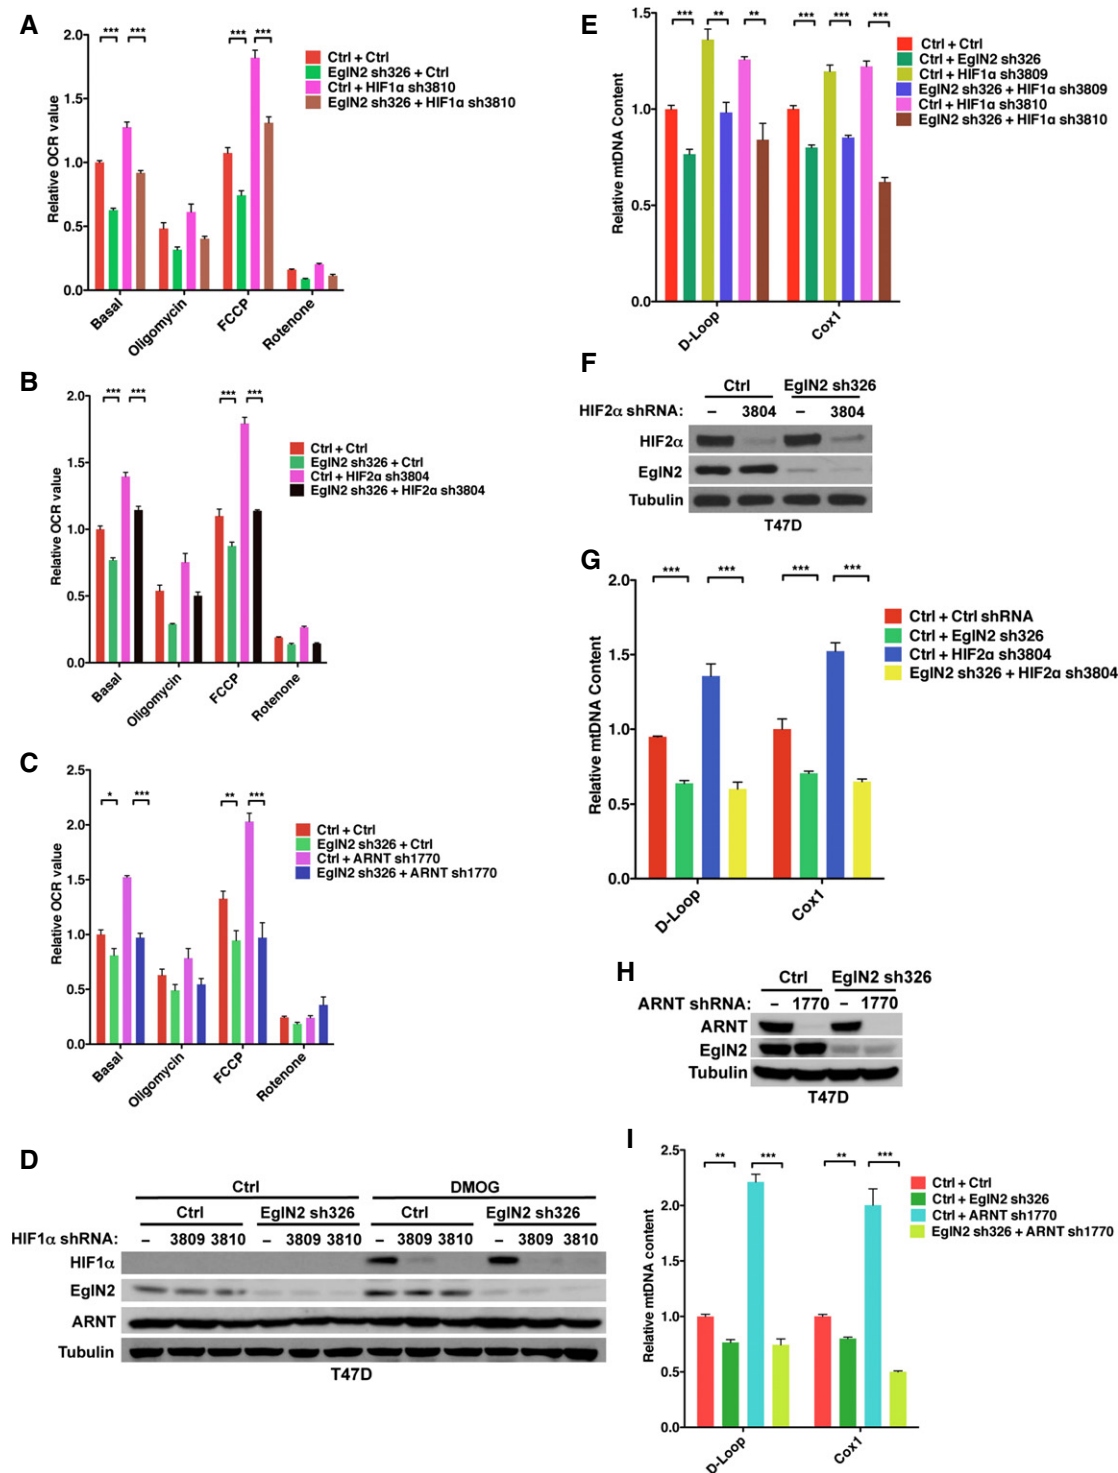 A
Relative OCR value
2.0
1.5
1.0
0.5
0.0
*** *** *** ***
Basal
Oligomycin
FCCP
Rotenone
Ctrl + Ctrl
EglN2 sh326 + Ctrl
Ctrl + HIF1α sh3810
EglN2 sh326 + HIF1α sh3810
B
Relative OCR value
2.0
1.5
1.0
0.5
0.0
*** *** *** ***
Basal
Oligomycin
FCCP
Rotenone
Ctrl + Ctrl
EglN2 sh326 + Ctrl
Ctrl + HIF2α sh3804
EglN2 sh326 + HIF2α sh3804
C
Relative OCR value
2.5
2.0
1.5
1.0
0.5
0.0
* *** ** ***
Basal
Oligomycin
FCCP
Rotenone
Ctrl + Ctrl
EglN2 sh326 + Ctrl
Ctrl + ARNT sh1770
EglN2 sh326 + ARNT sh1770
D
Ctrl DMOG
Ctrl EglN2 sh326 Ctrl EglN2 sh326
HIF1α shRNA: – 3809 3810 – 3809 3810 – 3809 3810 – 3809 3810
HIF1α
EglN2
ARNT
Tubulin
T47D
E
Relative mtDNA Content
1.5
1.0
0.5
0.0
*** ** ** *** *** ***
D-Loop
Cox1
Ctrl + Ctrl
Ctrl + EglN2 sh326
Ctrl + HIF1α sh3809
EglN2 sh326 + HIF1α sh3809
Ctrl + HIF1α sh3810
EglN2 sh326 + HIF1α sh3810
F
Ctrl EglN2 sh326
HIF2α shRNA: – 3804 – 3804
HIF2α
EglN2
Tubulin
T47D
G
Relative mtDNA Content
2.0
1.5
1.0
0.5
0.0
*** *** *** ***
D-Loop
Cox1
Ctrl + Ctrl shRNA
Ctrl + EglN2 sh326
Ctrl + HIF2α sh3804
EglN2 sh326 + HIF2α sh3804
H
Ctrl EglN2 sh326
ARNT shRNA: – 1770 – 1770
ARNT
EglN2
Tubulin
T47D
I
Relative mtDNA content
2.5
2.0
1.5
1.0
0.5
0.0
** *** ** ***
D-Loop
Cox1
Ctrl + Ctrl
Ctrl + EglN2 sh326
Ctrl + ARNT sh1770
EglN2 sh326 + ARNT sh1770